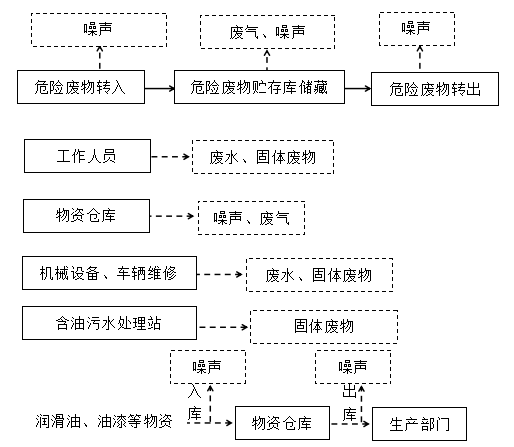 噪声
废气、噪声
噪声
危险废物转入
危险废物贮存库储藏
危险废物转出
工作人员
废水、固体废物
物资仓库
噪声、废气
机械设备、车辆维修
废水、固体废物
含油污水处理站
固体废物
噪声
噪声
入库
出库
润滑油、油漆等物资
物资仓库
生产部门